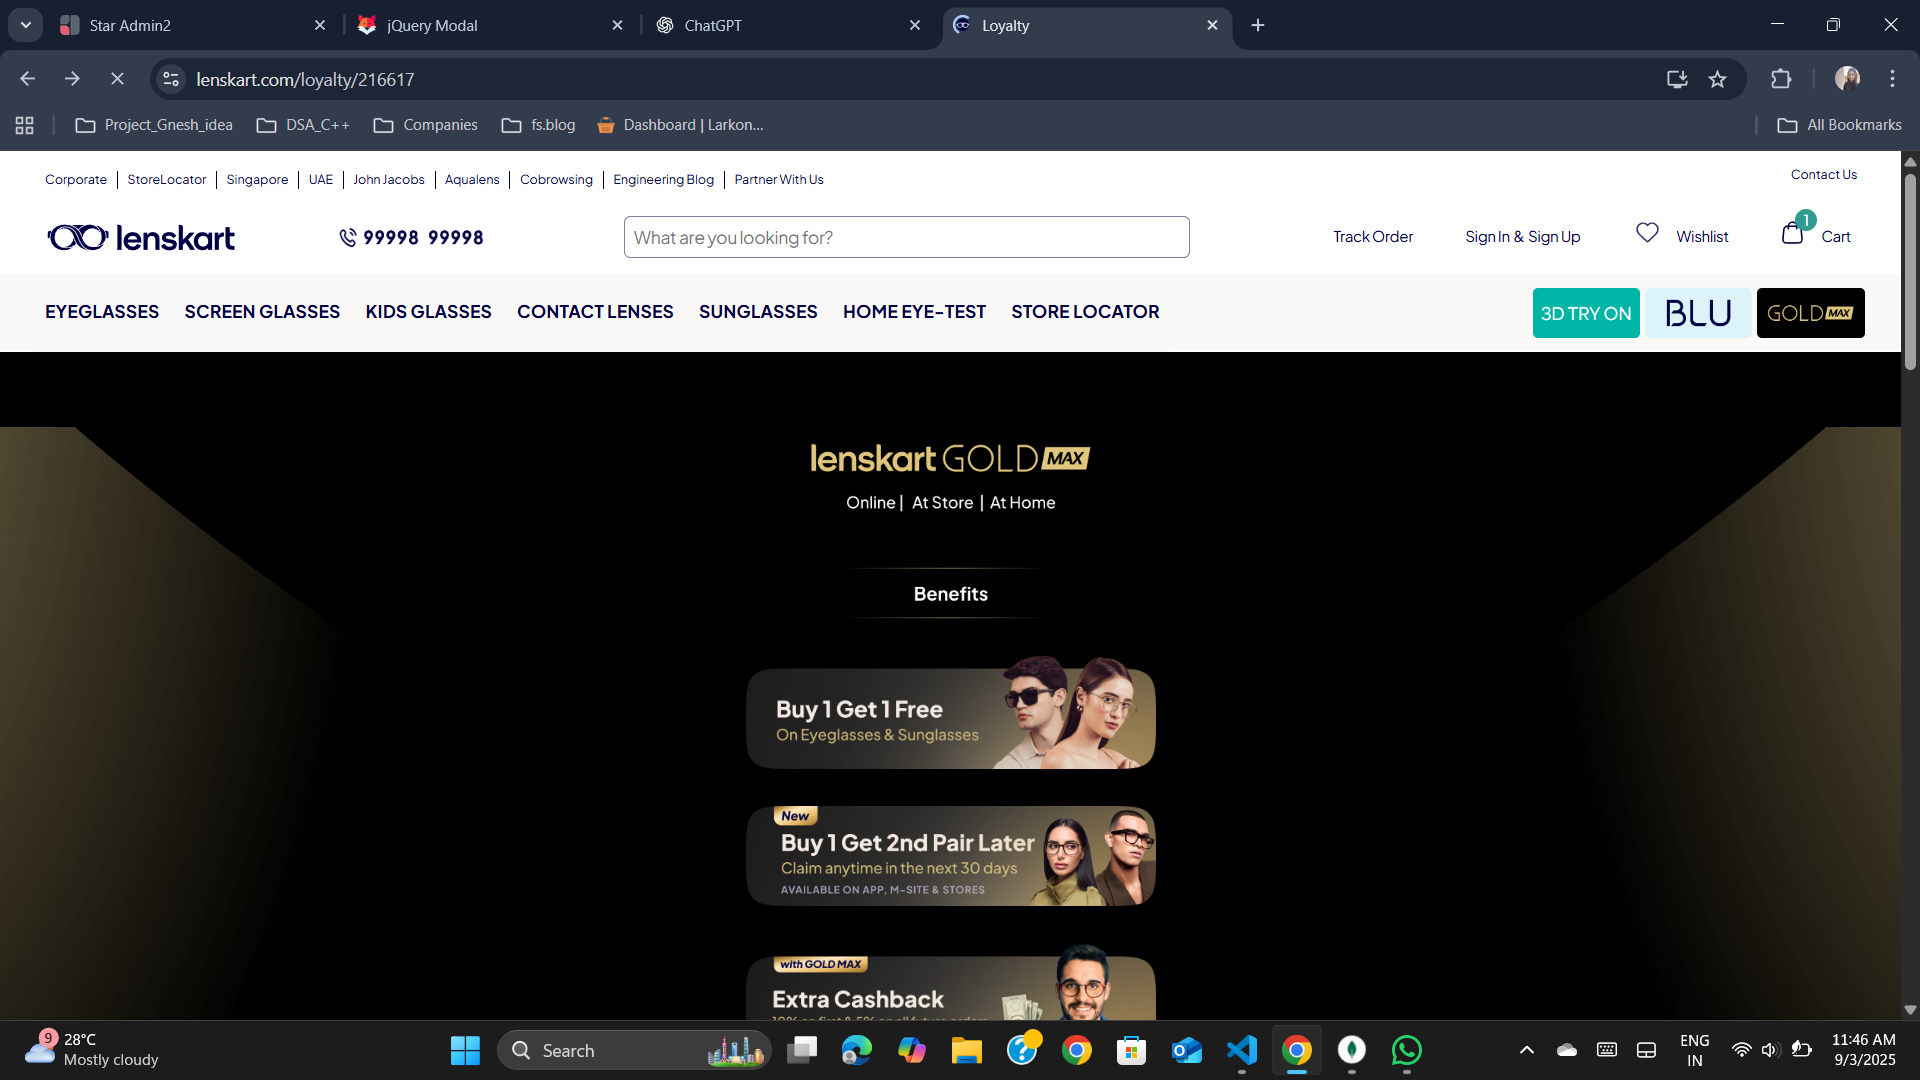 Star Admin2
jQuery Modal
ChatGPT
Loyalty
lenskart.com/loyalty/216617
Project_Gnesh_idea
DSA_C++
Companies
fs.blog
Dashboard | Larkon...
All Bookmarks
Corporate
StoreLocator
Singapore
UAE
John Jacobs
Aqualens
Cobrowsing
Engineering Blog
Partner With Us
Contact Us
lenskart
99998 99998
What are you looking for?
Track Order
Sign In & Sign Up
Wishlist
1
Cart
EYEGLASSES
SCREEN GLASSES
KIDS GLASSES
CONTACT LENSES
SUNGLASSES
HOME EYE-TEST
STORE LOCATOR
3D TRY ON
BLU
GOLD MAX
lenskart GOLD MAX
Online | At Store | At Home
Benefits
Buy 1 Get 1 Free
On Eyeglasses & Sunglasses
New
Buy 1 Get 2nd Pair Later
Claim anytime in the next 30 days
AVAILABLE ON APP, M-SITE & STORES
with GOLD MAX
Extra Cashback
9
28°C
Mostly cloudy
Search
ENG
IN
11:46 AM
9/3/2025